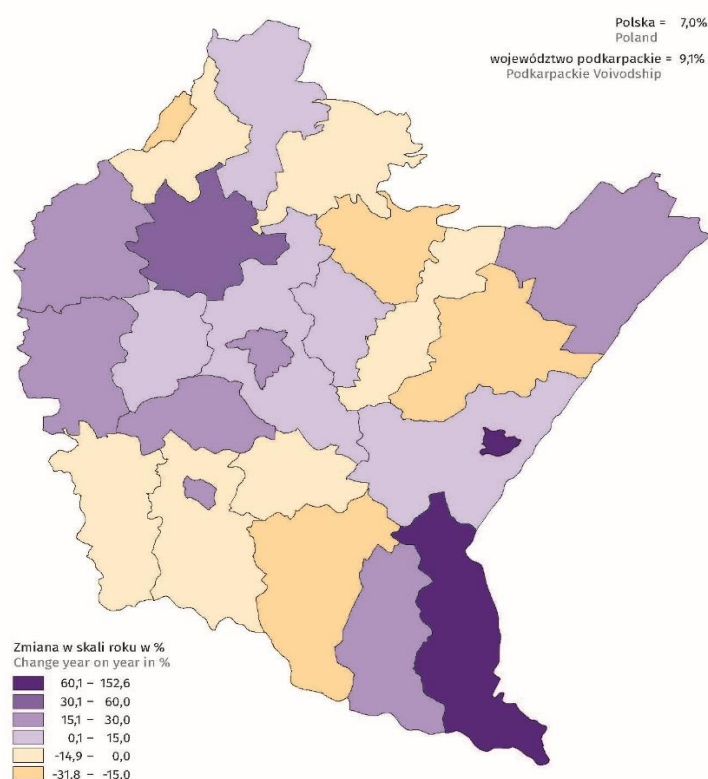 Polska = 7,0%
Poland
województwo podkarpackie = 9,1%
Podkarpackie Voivodship
Zmiana w skali roku w %
Change year on year in %
60,1 – 152,6
30,1 – 60,0
15,1 – 30,0
0,1 – 15,0
-14,9 – 0,0
-31,8 – -15,0